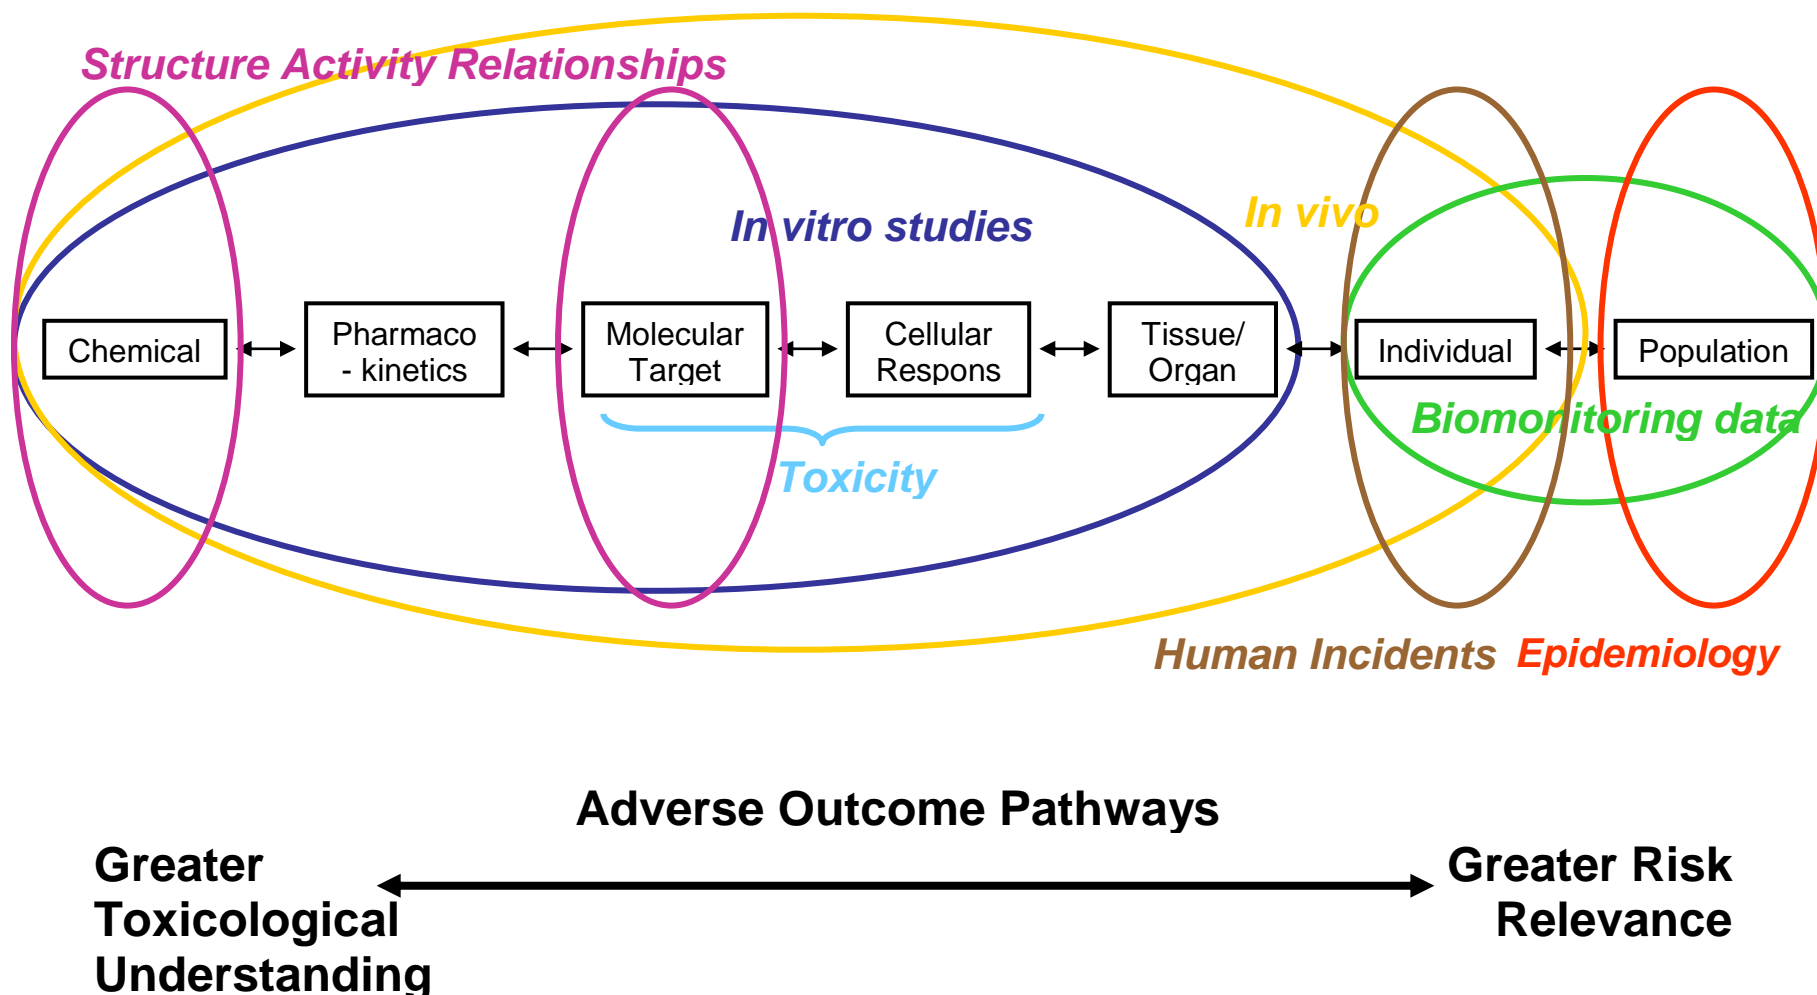 Structure Activity Relationships
In vitro studies
In vivo
Chemical
Pharmaco
- kinetics
Molecular
Target
Cellular
Respons
Tissue/
Organ
Individual
Population
Biomonitoring data
Toxicity
Human Incidents
Epidemiology
Adverse Outcome Pathways
Greater
Toxicological
Understanding
Greater Risk
Relevance